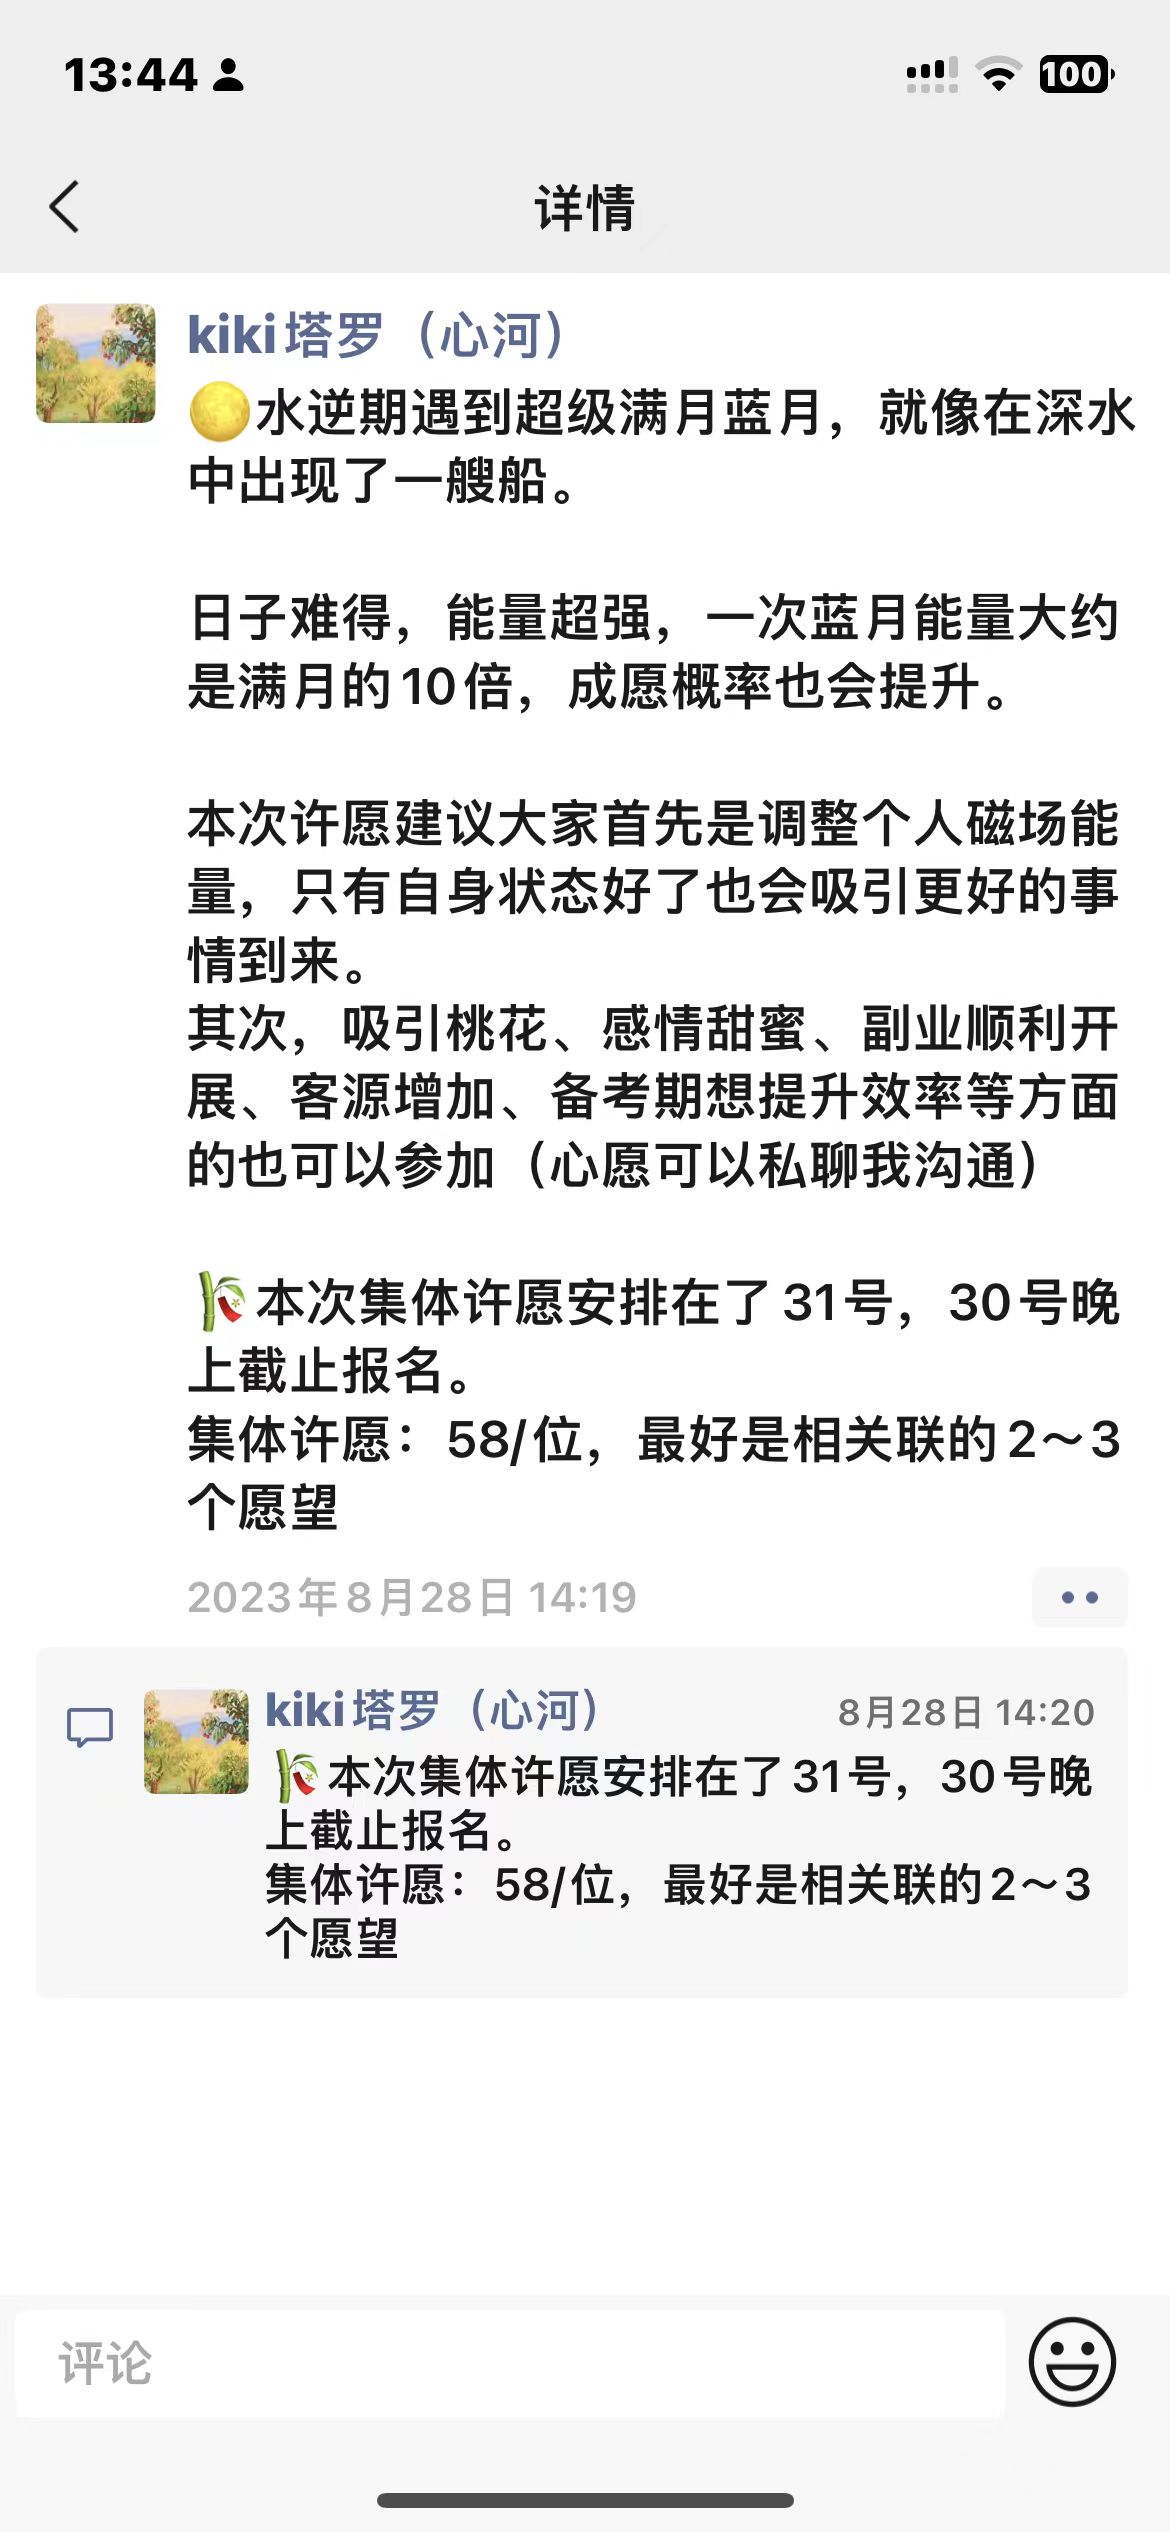 13:44
100
详情
kiki塔罗（心河）
🌕水逆期遇到超级满月蓝月，就像在深水
中出现了一艘船。
日子难得，能量超强，一次蓝月能量大约
是满月的10倍，成愿概率也会提升。
本次许愿建议大家首先是调整个人磁场能
量，只有自身状态好了也会吸引更好的事
情到来。
其次，吸引桃花、感情甜蜜、副业顺利开
展、客源增加、备考期想提升效率等方面
的也可以参加（心愿可以私聊我沟通）
🎋本次集体许愿安排在了31号，30号晚
上截止报名。
集体许愿：58/位，最好是相关联的2～3
个愿望
2023年8月28日 14:19
kiki塔罗（心河）
8月28日 14:20
🎋本次集体许愿安排在了31号，30号晚
上截止报名。
集体许愿：58/位，最好是相关联的2～3
个愿望
评论